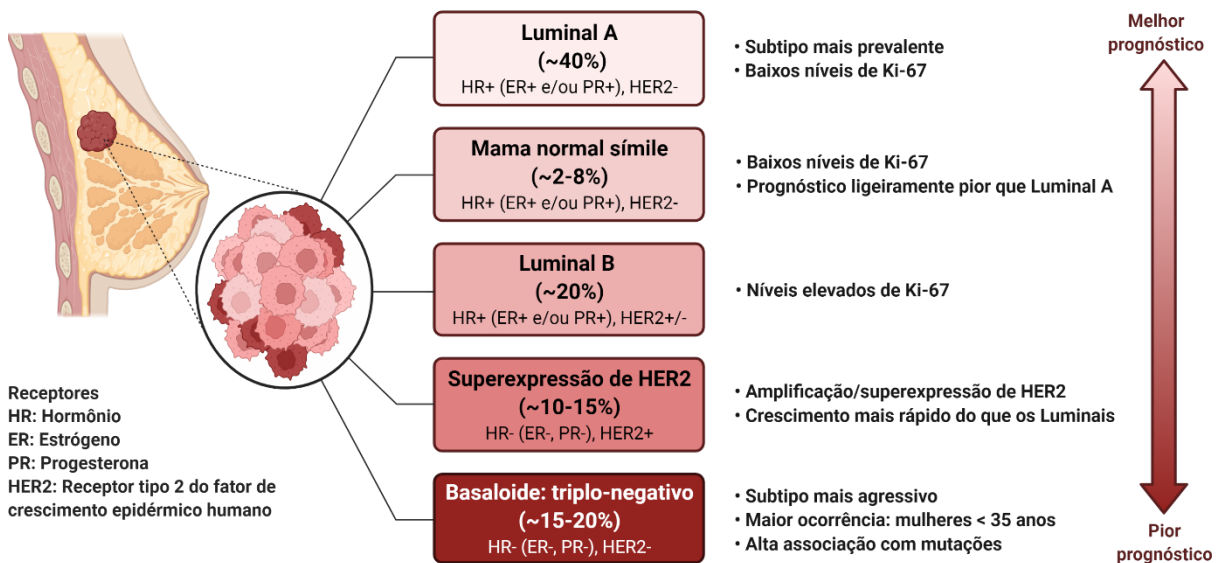 Luminal A
(~40%)
HR+ (ER+ e/ou PR+), HER2-
• Subtipo mais prevalente
• Baixos níveis de Ki-67
Melhor
prognóstico
Mama normal símile
(~2-8%)
HR+ (ER+ e/ou PR+), HER2-
• Baixos níveis de Ki-67
• Prognóstico ligeiramente pior que Luminal A
Luminal B
(~20%)
HR+ (ER+ e/ou PR+), HER2+/-
• Níveis elevados de Ki-67
Superexpressão de HER2
(~10-15%)
HR- (ER-, PR-), HER2+
• Amplificação/superexpressão de HER2
• Crescimento mais rápido do que os Luminais
Basaloide: triplo-negativo
(~15-20%)
HR- (ER-, PR-), HER2-
• Subtipo mais agressivo
• Maior ocorrência: mulheres < 35 anos
• Alta associação com mutações
Pior
prognóstico
Receptores
HR: Hormônio
ER: Estrógeno
PR: Progesterona
HER2: Receptor tipo 2 do fator de
crescimento epidérmico humano